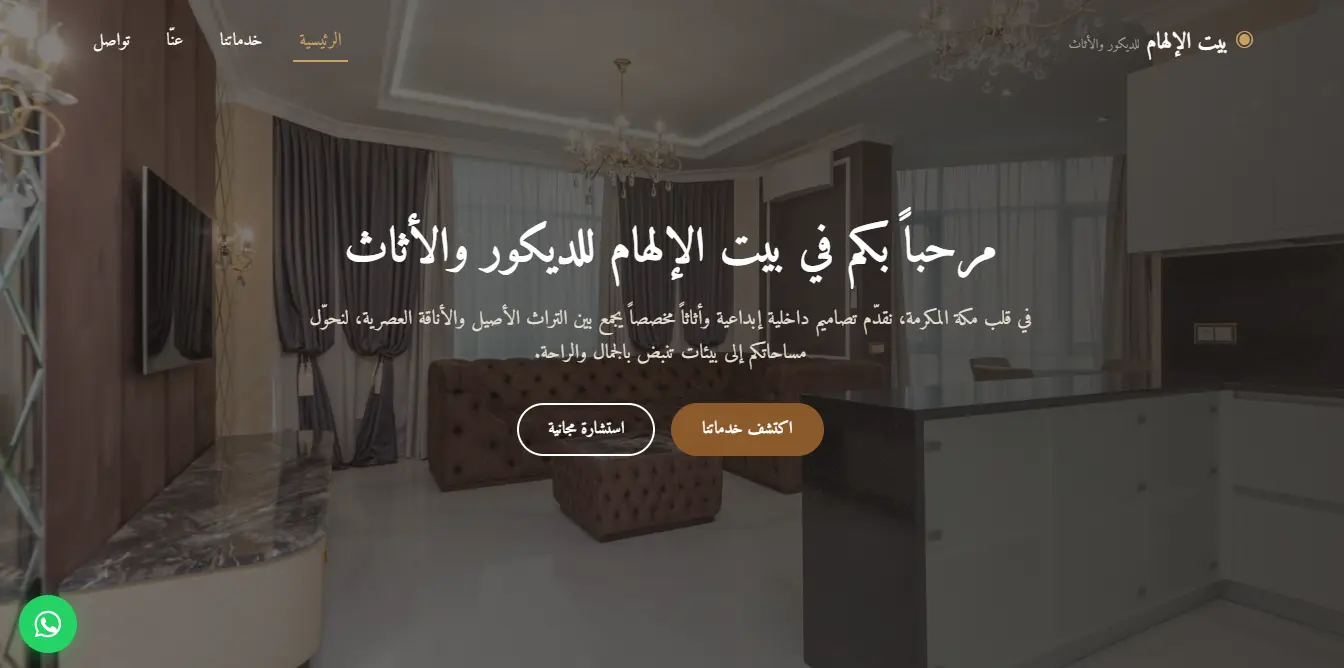 بيت الإلهام للديكور والأثاث
الرئيسية
خدماتنا
عنّا
تواصل
مرحباً بكم في بيت الإلهام للديكور والأثاث
في قلب مكة المكرمة، نقدّم تصاميم داخلية إبداعية وأثاثاً مخصصاً يجمع بين التراث الأصيل والأناقة العصرية، لنحوّل
مساحاتكم إلى بيئات تنبض بالجمال والراحة.
اكتشف خدماتنا
استشارة مجانية